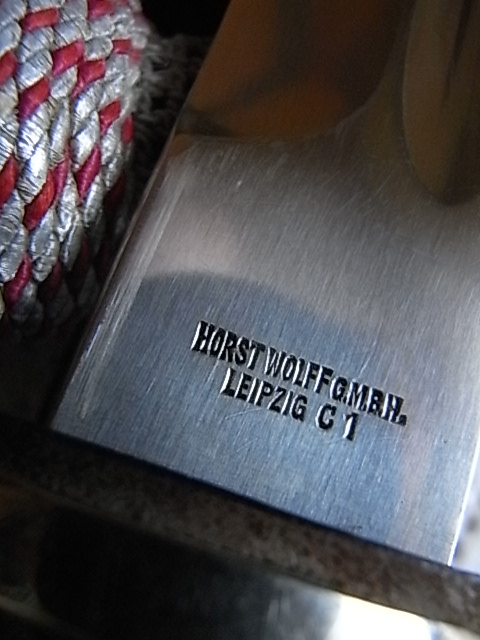 HORST WOLFF G.M.B.H.
LEIPZIG C 1